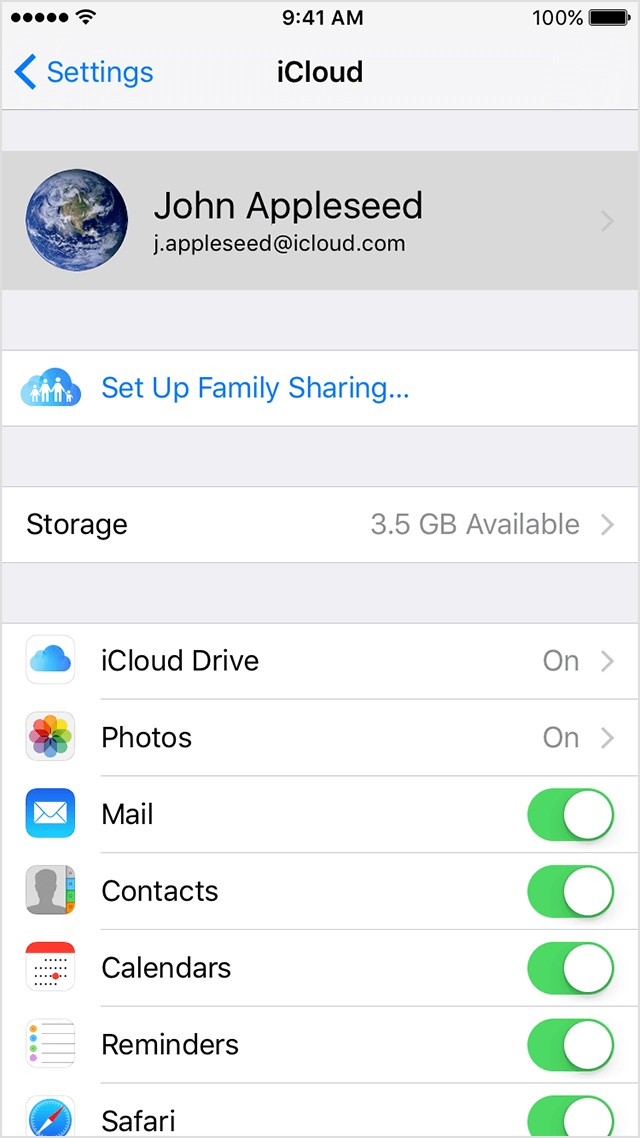 9:41 AM
100%
Settings
iCloud
John Appleseed
j.appleseed@icloud.com
Set Up Family Sharing...
Storage 3.5 GB Available
iCloud Drive On
Photos On
Mail
Contacts
Calendars
Reminders
Safari